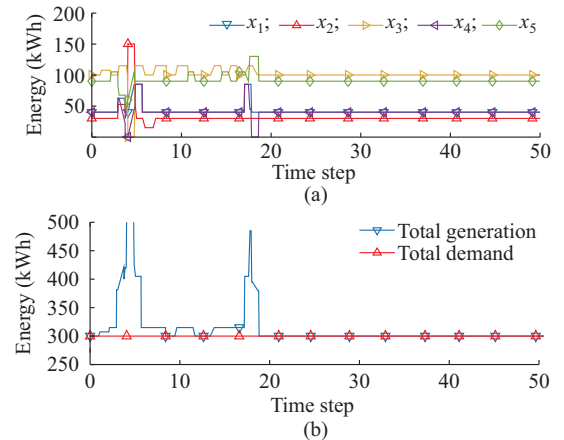 x1; x2; x3; x4; x5
Energy (kWh)
200
150
100
50
0 10 20 30 40 50
Time step
(a)
Total generation
Total demand
Energy (kWh)
500
450
400
350
300
250
0 10 20 30 40 50
Time step
(b)